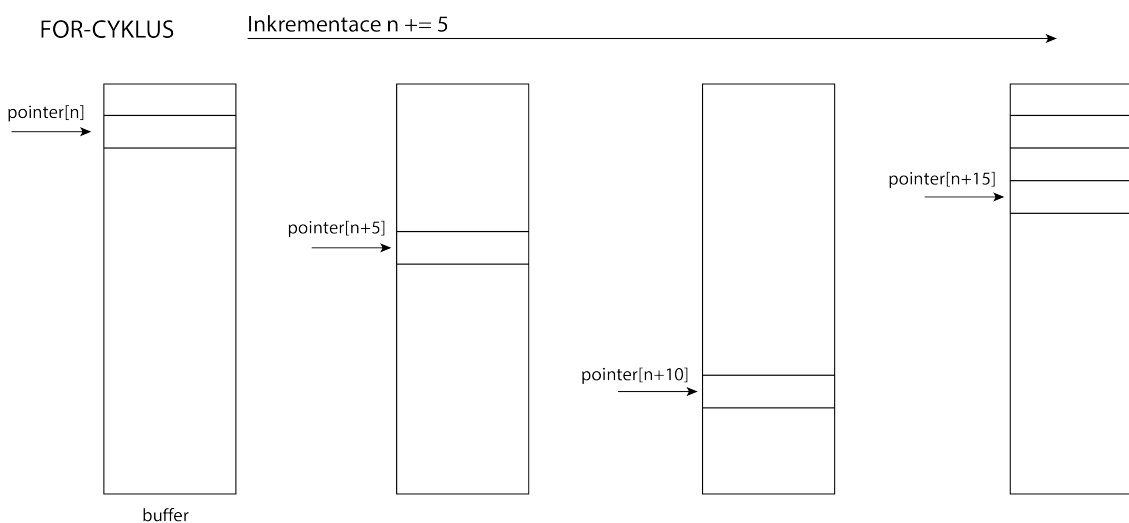 FOR-CYKLUS
Inkrementace n += 5
pointer[n]
pointer[n+5]
pointer[n+10]
pointer[n+15]
buffer